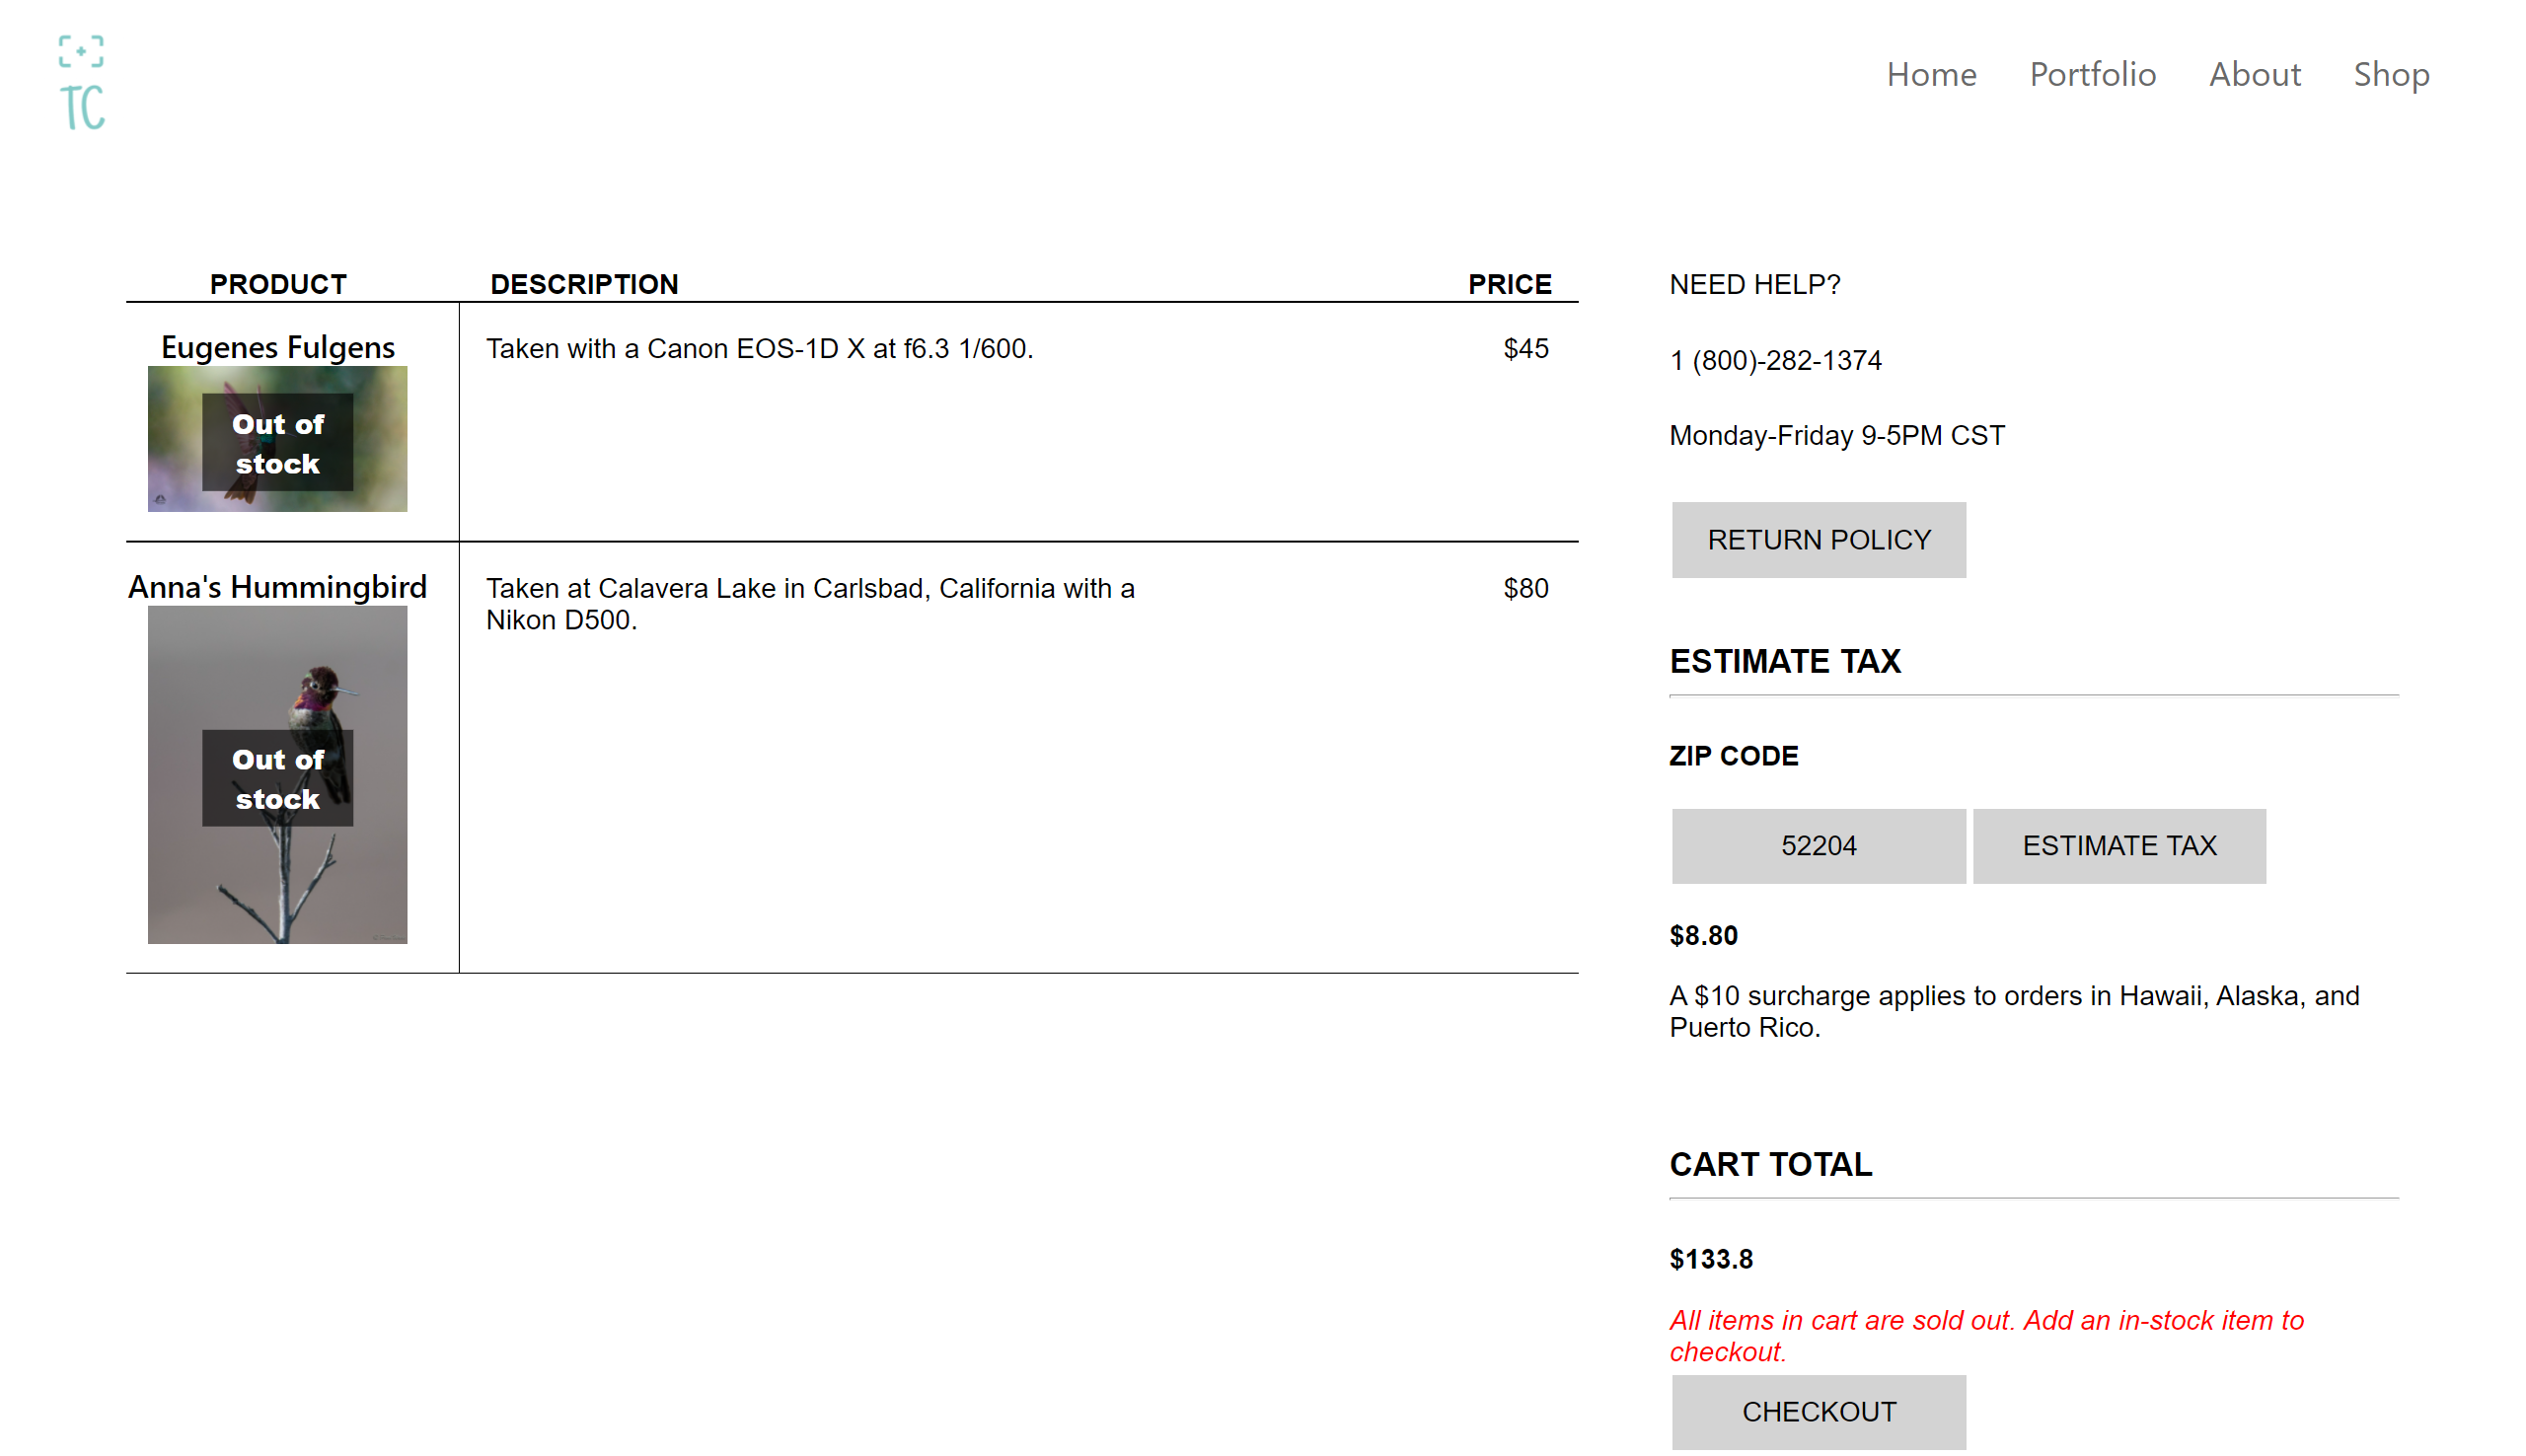 TC
Home Portfolio About Shop
PRODUCT DESCRIPTION PRICE
Eugenes Fulgens
Taken with a Canon EOS-1D X at f6.3 1/600.
$45
Out of
stock
Anna's Hummingbird
Taken at Calavera Lake in Carlsbad, California with a
Nikon D500.
$80
Out of
stock
NEED HELP?
1 (800)-282-1374
Monday-Friday 9-5PM CST
RETURN POLICY
ESTIMATE TAX
ZIP CODE
52204 ESTIMATE TAX
$8.80
A $10 surcharge applies to orders in Hawaii, Alaska, and
Puerto Rico.
CART TOTAL
$133.8
All items in cart are sold out. Add an in-stock item to
checkout.
CHECKOUT